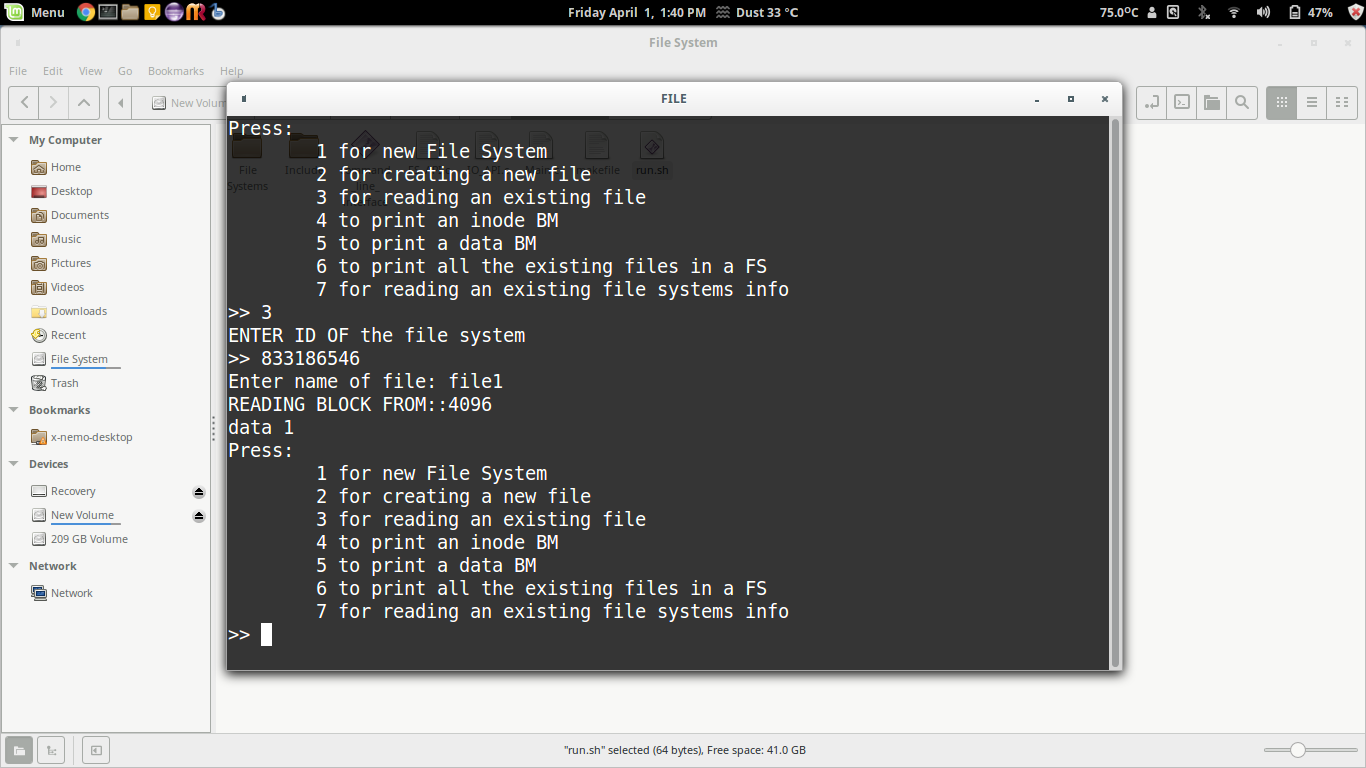 Menu
Friday April 1, 1:40 PM
Dust 33 °C
75.0°C
47%
File System
File Edit View Go Bookmarks Help
New Volum
FILE
My Computer
Home
Desktop
Documents
Music
Pictures
Videos
Downloads
Recent
File System
Trash
Bookmarks
x-nemo-desktop
Devices
Recovery
New Volume
209 GB Volume
Network
Network
File
Systems
run.sh
Press:
1 for new File System
2 for creating a new file
3 for reading an existing file
4 to print an inode BM
5 to print a data BM
6 to print all the existing files in a FS
7 for reading an existing file systems info
>> 3
ENTER ID OF the file system
>> 833186546
Enter name of file: file1
READING BLOCK FROM::4096
data 1
Press:
1 for new File System
2 for creating a new file
3 for reading an existing file
4 to print an inode BM
5 to print a data BM
6 to print all the existing files in a FS
7 for reading an existing file systems info
>>
"run.sh" selected (64 bytes), Free space: 41.0 GB